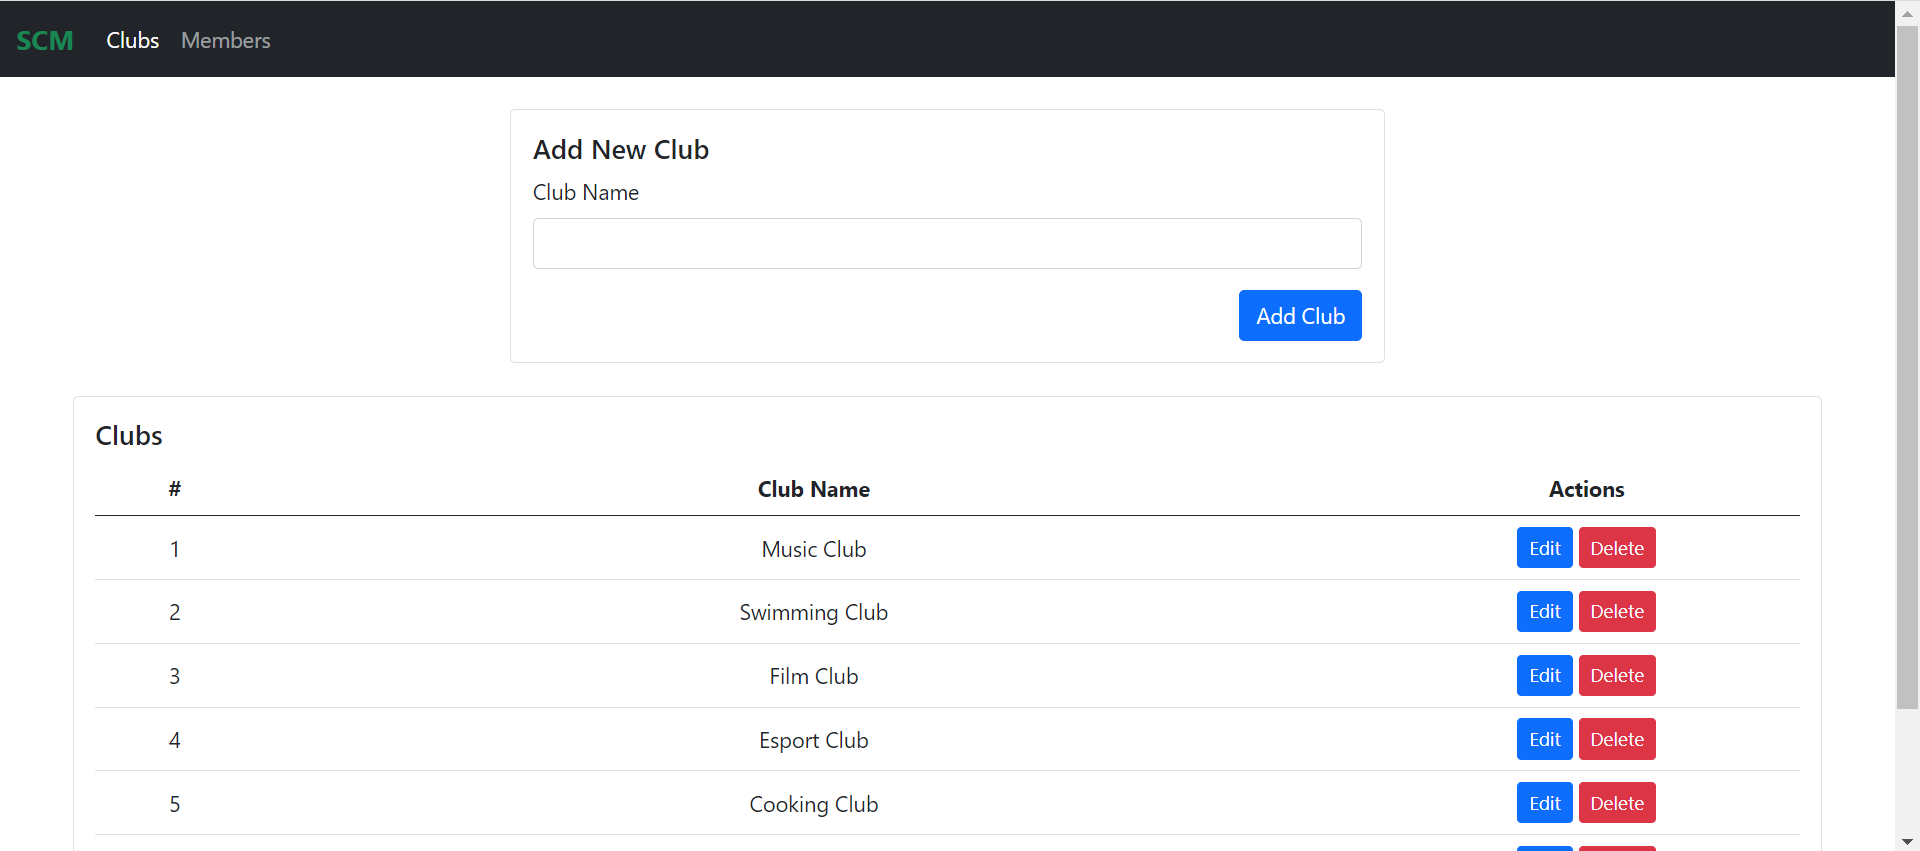 SCM Clubs Members
Add New Club
Club Name
Add Club
Clubs
# Club Name Actions
1 Music Club Edit Delete
2 Swimming Club Edit Delete
3 Film Club Edit Delete
4 Esport Club Edit Delete
5 Cooking Club Edit Delete